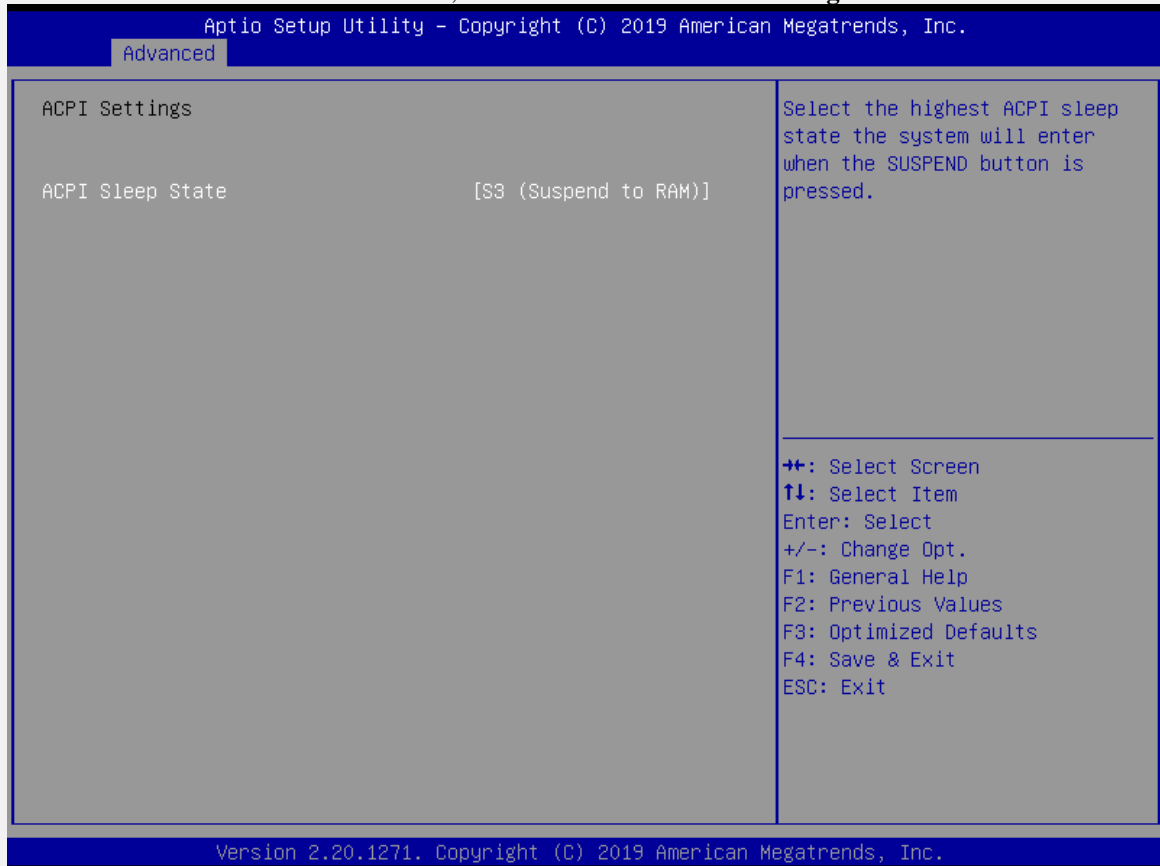 Aptio Setup Utility – Copyright (C) 2019 American Megatrends, Inc.
Advanced
ACPI Settings
ACPI Sleep State [S3 (Suspend to RAM)]
Select the highest ACPI sleep
state the system will enter
when the SUSPEND button is
pressed.
→←: Select Screen
↑↓: Select Item
Enter: Select
+/-: Change Opt.
F1: General Help
F2: Previous Values
F3: Optimized Defaults
F4: Save & Exit
ESC: Exit
Version 2.20.1271. Copyright (C) 2019 American Megatrends, Inc.